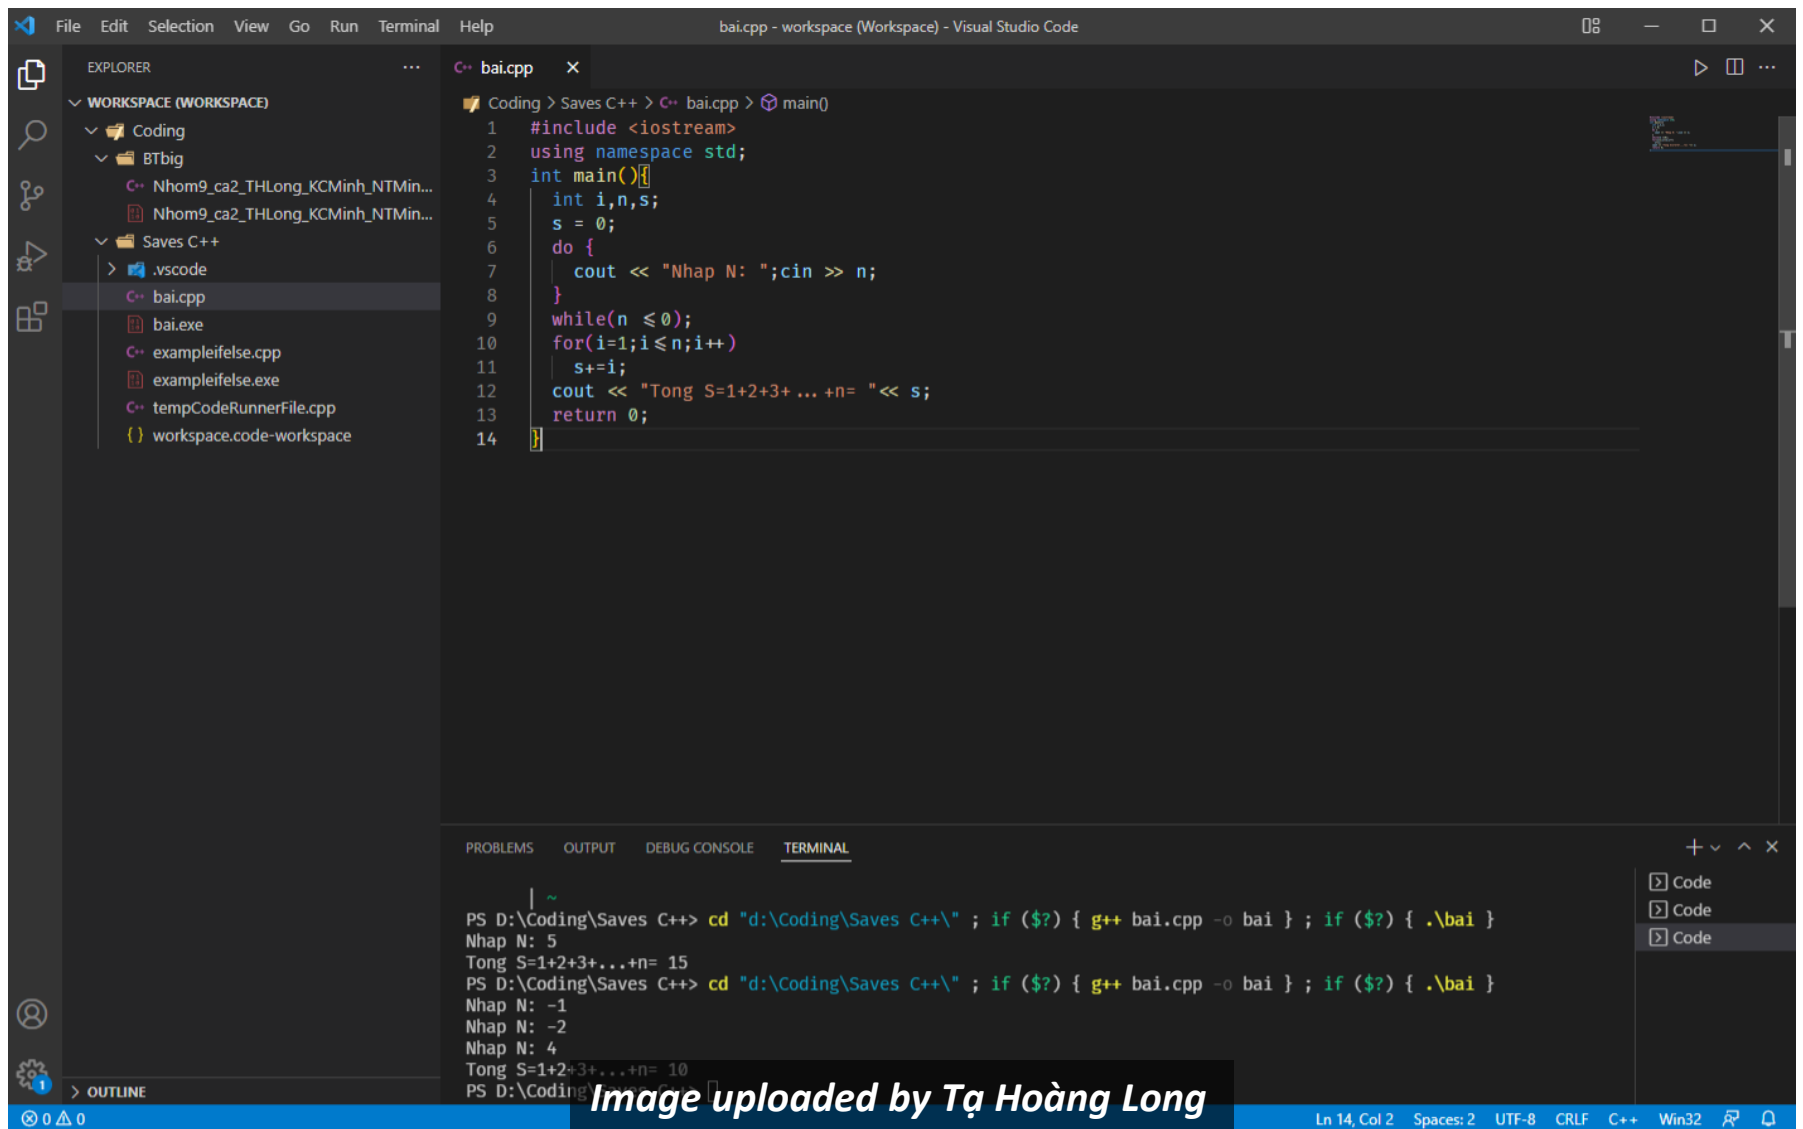 File Edit Selection View Go Run Terminal Help
bai.cpp - workspace (Workspace) - Visual Studio Code
EXPLORER
WORKSPACE (WORKSPACE)
Coding
BTbig
Nhom9_ca2_THLong_KCMinh_NTMin...
Nhom9_ca2_THLong_KCMinh_NTMin...
Saves C++
.vscode
bai.cpp
bai.exe
exampleifelse.cpp
exampleifelse.exe
tempCodeRunnerFile.cpp
workspace.code-workspace
OUTLINE
bai.cpp
Coding > Saves C++ > bai.cpp > main()
1 #include <iostream>
2 using namespace std;
3 int main(){
4 int i,n,s;
5 s = 0;
6 do {
7 cout << "Nhap N: ";cin >> n;
8 }
9 while(n <=0);
10 for(i=1;i<=n;i++)
11 s+=i;
12 cout << "Tong S=1+2+3+...+n= "<< s;
13 return 0;
14 }
PROBLEMS OUTPUT DEBUG CONSOLE TERMINAL
| ~
PS D:\Coding\Saves C++> cd "d:\Coding\Saves C++\" ; if ($?) { g++ bai.cpp -o bai } ; if ($?) { .\bai }
Nhap N: 5
Tong S=1+2+3+...+n= 15
PS D:\Coding\Saves C++> cd "d:\Coding\Saves C++\" ; if ($?) { g++ bai.cpp -o bai } ; if ($?) { .\bai }
Nhap N: -1
Nhap N: -2
Nhap N: 4
Tong S=1+2+3+...+n= 10
PS D:\Coding\Saves C++>
Code
Code
Code
Image uploaded by Tạ Hoàng Long
1
0 0
Ln 14, Col 2 Spaces: 2 UTF-8 CRLF C++ Win32